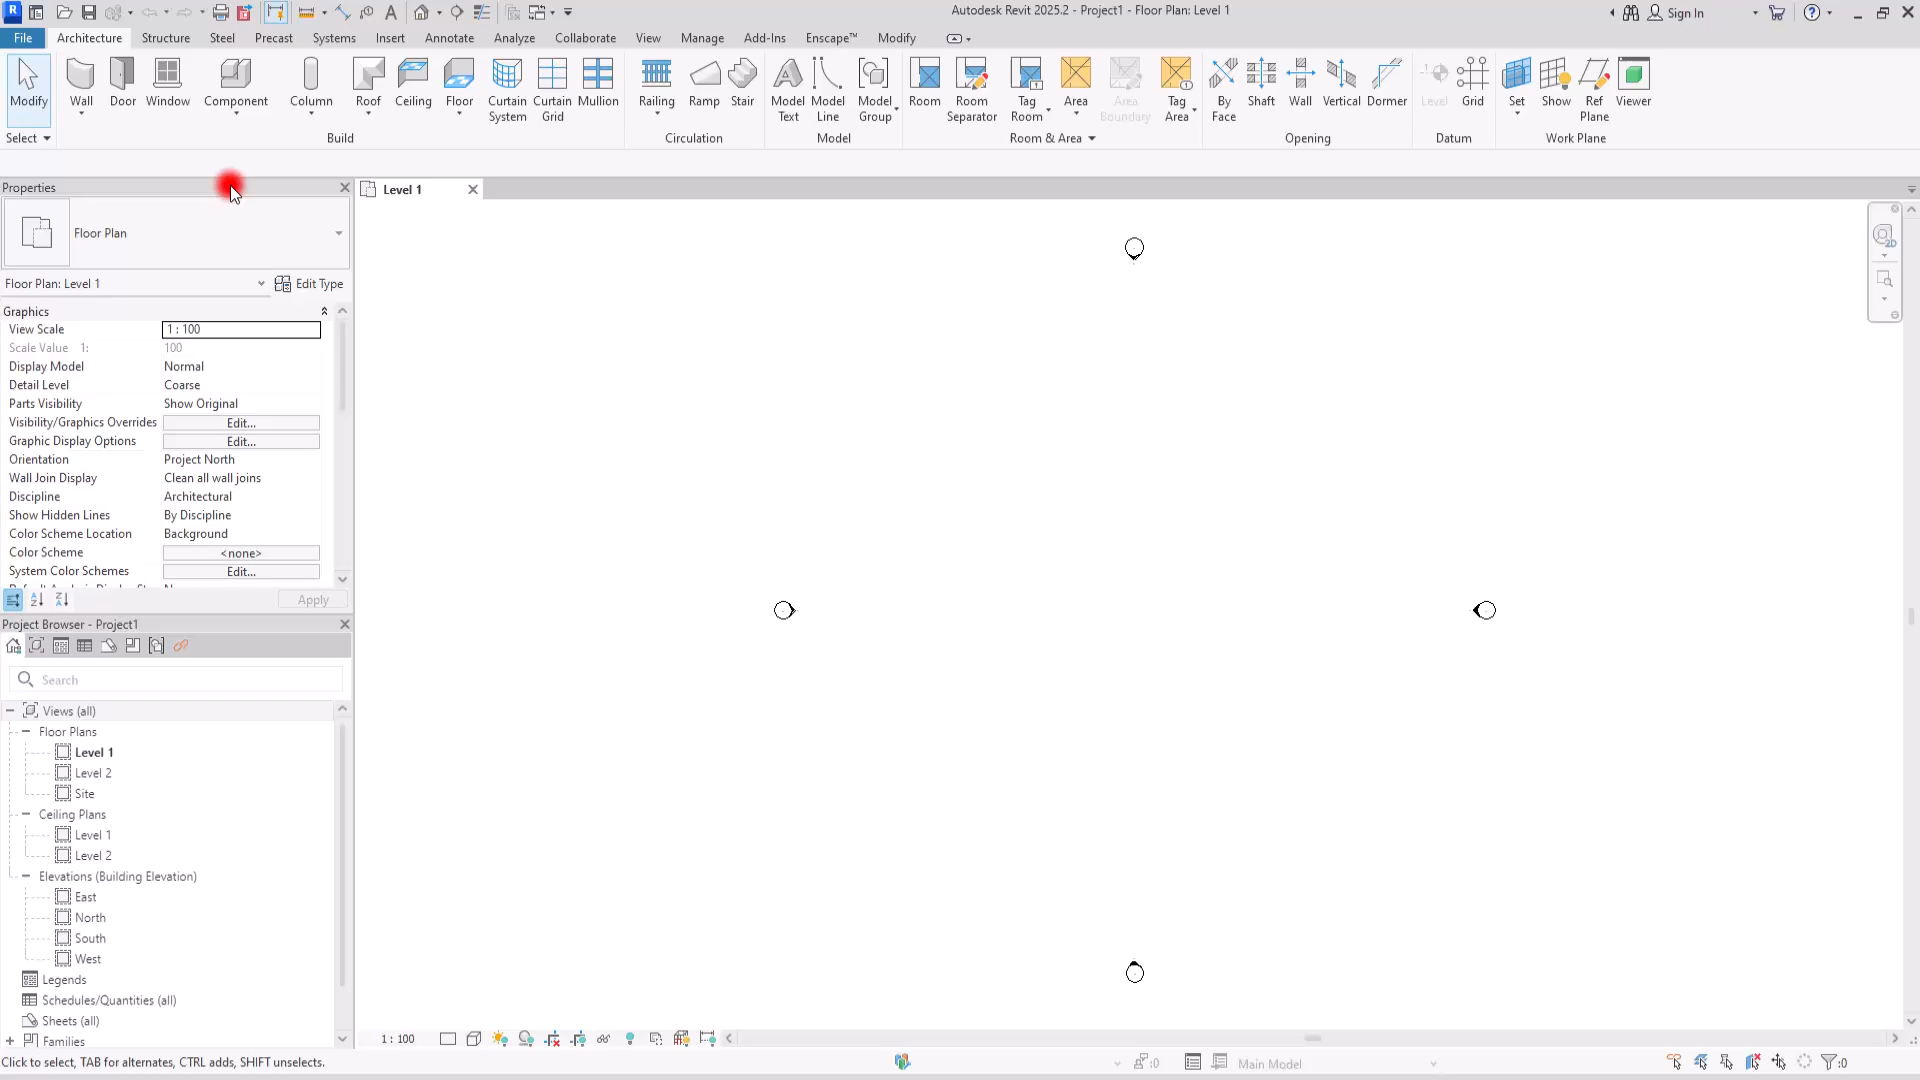 Autodesk Revit 2025.2 - Project1 - Floor Plan: Level 1
Sign In
File Architecture Structure Steel Precast Systems Insert Annotate Analyze Collaborate View Manage Add-Ins Enscape™ Modify
Modify Wall Door Window Component Column Roof Ceiling Floor Curtain System Curtain Grid Mullion Railing Ramp Stair Model Text Model Line Model Group Room Room Separator Tag Room Area Area Boundary Tag Area By Face Shaft Wall Vertical Dormer Level Grid Set Show Ref Plane Viewer
Select Build Circulation Model Room & Area Opening Datum Work Plane
Properties
Level 1
Floor Plan
Floor Plan: Level 1 Edit Type
Graphics
View Scale 1 : 100
Scale Value 1: 100
Display Model Normal
Detail Level Coarse
Parts Visibility Show Original
Visibility/Graphics Overrides Edit...
Graphic Display Options Edit...
Orientation Project North
Wall Join Display Clean all wall joins
Discipline Architectural
Show Hidden Lines By Discipline
Color Scheme Location Background
Color Scheme <none>
System Color Schemes Edit...
Apply
Project Browser - Project1
Search
Views (all)
Floor Plans
Level 1
Level 2
Site
Ceiling Plans
Level 1
Level 2
Elevations (Building Elevation)
East
North
South
West
Legends
Schedules/Quantities (all)
Sheets (all)
Families
1 : 100
Click to select, TAB for alternates, CTRL adds, SHIFT unselects.
:0
Main Model
:0